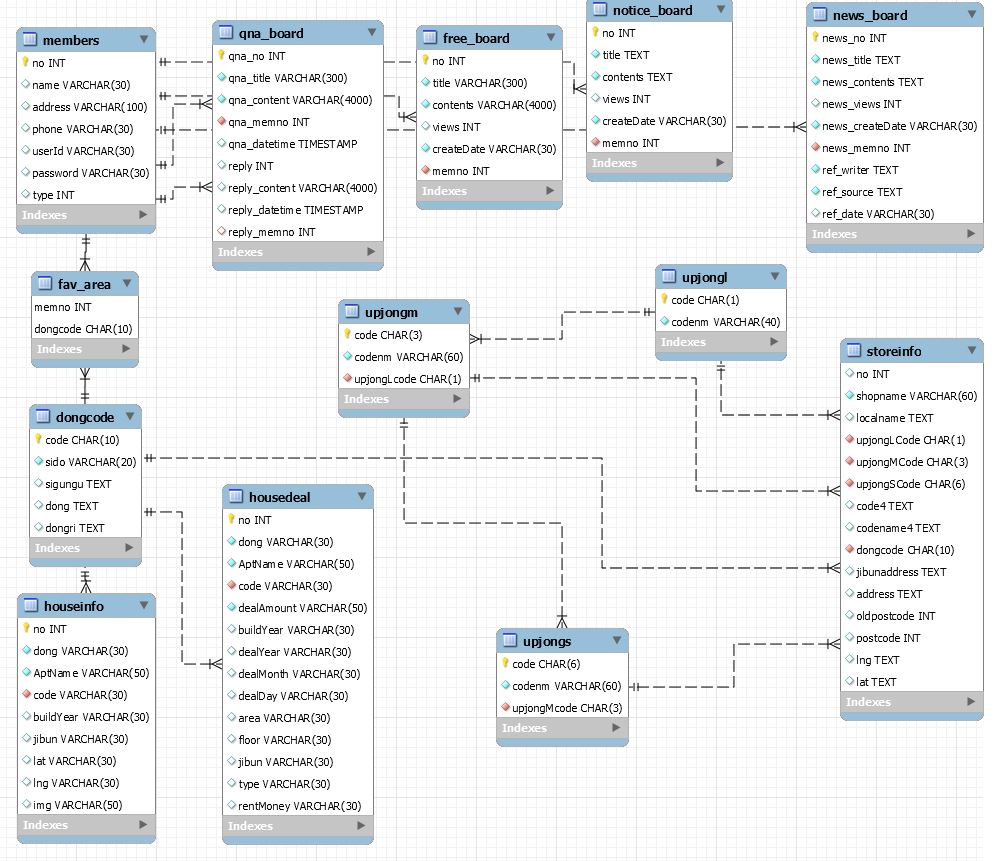 members
no INT
name VARCHAR(30)
address VARCHAR(100)
phone VARCHAR(30)
userId VARCHAR(30)
password VARCHAR(30)
type INT
Indexes
qna_board
qna_no INT
qna_title VARCHAR(300)
qna_content VARCHAR(4000)
qna_memno INT
qna_datetime TIMESTAMP
reply INT
reply_content VARCHAR(4000)
reply_datetime TIMESTAMP
reply_memno INT
Indexes
free_board
no INT
title VARCHAR(300)
contents VARCHAR(4000)
views INT
createDate VARCHAR(30)
memno INT
Indexes
notice_board
no INT
title TEXT
contents TEXT
views INT
createDate VARCHAR(30)
memno INT
Indexes
news_board
news_no INT
news_title TEXT
news_contents TEXT
news_views INT
news_createDate VARCHAR(30)
news_memno INT
ref_writer TEXT
ref_source TEXT
ref_date VARCHAR(30)
Indexes
fav_area
memno INT
dongcode CHAR(10)
Indexes
upjongm
code CHAR(3)
codenm VARCHAR(60)
upjongLcode CHAR(1)
Indexes
upjongl
code CHAR(1)
codenm VARCHAR(40)
Indexes
storeinfo
no INT
shopname VARCHAR(60)
localname TEXT
upjongLCode CHAR(1)
upjongMCode CHAR(3)
upjongSCode CHAR(6)
code4 TEXT
codename4 TEXT
dongcode CHAR(10)
jibunaddress TEXT
address TEXT
oldpostcode INT
postcode INT
lng TEXT
lat TEXT
Indexes
dongcode
code CHAR(10)
sido VARCHAR(20)
sigungu TEXT
dong TEXT
dongri TEXT
Indexes
housedeal
no INT
dong VARCHAR(30)
AptName VARCHAR(50)
code VARCHAR(30)
dealAmount VARCHAR(50)
buildYear VARCHAR(30)
dealYear VARCHAR(30)
dealMonth VARCHAR(30)
dealDay VARCHAR(30)
area VARCHAR(30)
floor VARCHAR(30)
jibun VARCHAR(30)
type VARCHAR(30)
rentMoney VARCHAR(30)
Indexes
houseinfo
no INT
dong VARCHAR(30)
AptName VARCHAR(50)
code VARCHAR(30)
buildYear VARCHAR(30)
jibun VARCHAR(30)
lat VARCHAR(30)
lng VARCHAR(30)
img VARCHAR(50)
Indexes
upjongs
code CHAR(6)
codenm VARCHAR(60)
upjongMcode CHAR(3)
Indexes